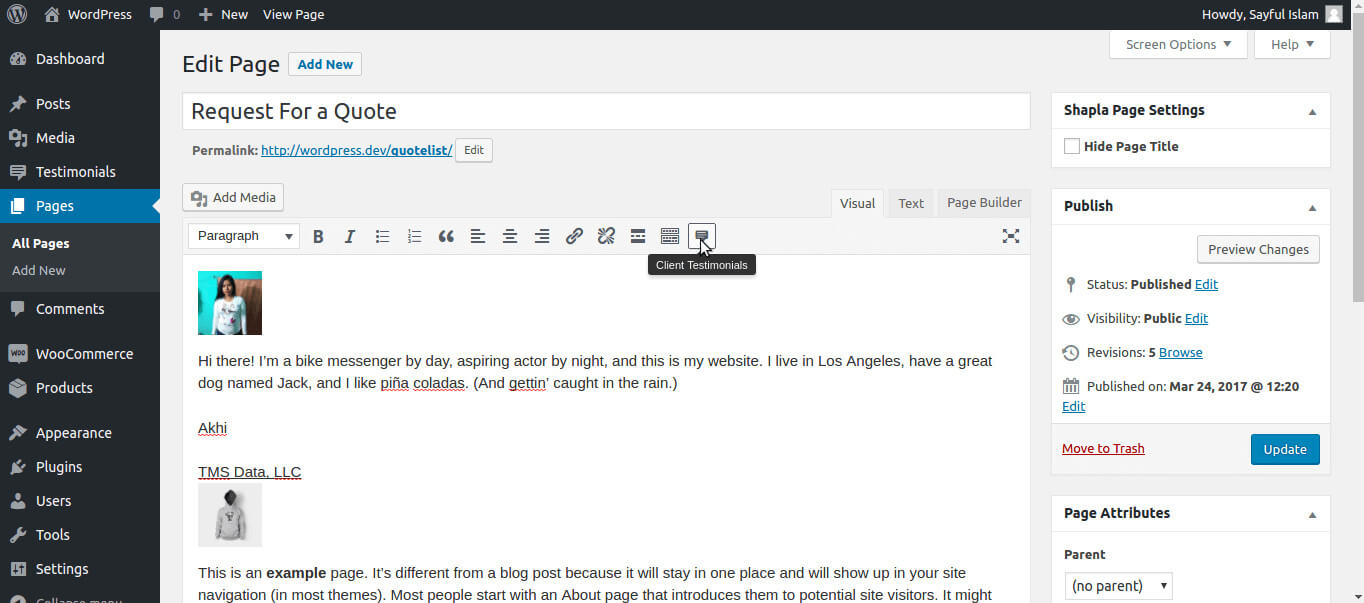 WordPress 0 New View Page Howdy, Sayful Islam
Screen Options Help
Dashboard
Posts
Media
Testimonials
Pages
All Pages
Add New
Comments
WOO WooCommerce
Products
Appearance
Plugins
Users
Tools
Settings
Collapse menu
Edit Page Add New
Request For a Quote
Permalink: http://wordpress.dev/quotelist/ Edit
Add Media
Visual Text Page Builder
Paragraph B I
Client Testimonials
Hi there! I’m a bike messenger by day, aspiring actor by night, and this is my website. I live in Los Angeles, have a great
dog named Jack, and I like piña coladas. (And gettin’ caught in the rain.)
Akhi
TMS Data, LLC
This is an example page. It’s different from a blog post because it will stay in one place and will show up in your site
navigation (in most themes). Most people start with an About page that introduces them to potential site visitors. It might
Shapla Page Settings
Hide Page Title
Publish
Preview Changes
Status: Published Edit
Visibility: Public Edit
Revisions: 5 Browse
Published on: Mar 24, 2017 @ 12:20
Edit
Move to Trash Update
Page Attributes
Parent
(no parent)